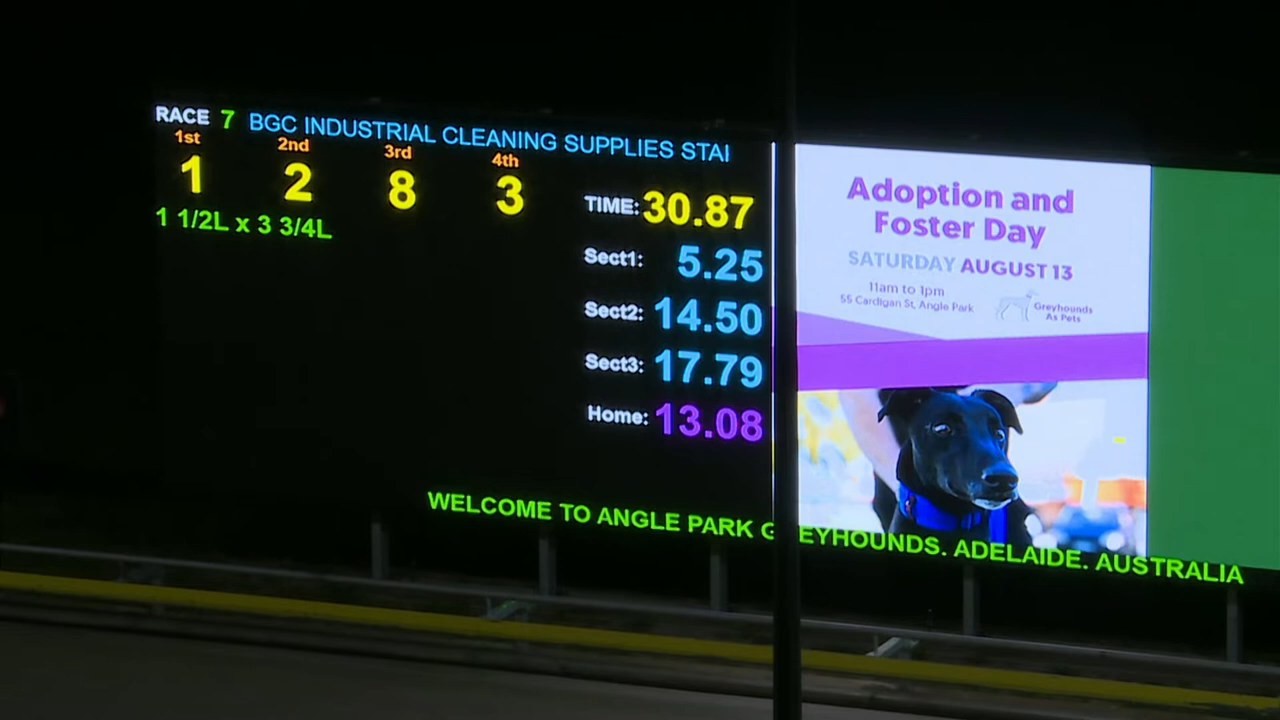 RACE 7 BGC INDUSTRIAL CLEANING SUPPLIES STAI
1st 2nd 3rd 4th
1 2 8 3
1 1/2L x 3 3/4L
TIME: 30.87
Sect1: 5.25
Sect2: 14.50
Sect3: 17.79
Home: 13.08
Adoption and
Foster Day
SATURDAY AUGUST 13
11am to 1pm
55 Cardigan St, Angle Park
Greyhounds
As Pets
WELCOME TO ANGLE PARK G EYHOUNDS. ADELAIDE. AUSTRALIA